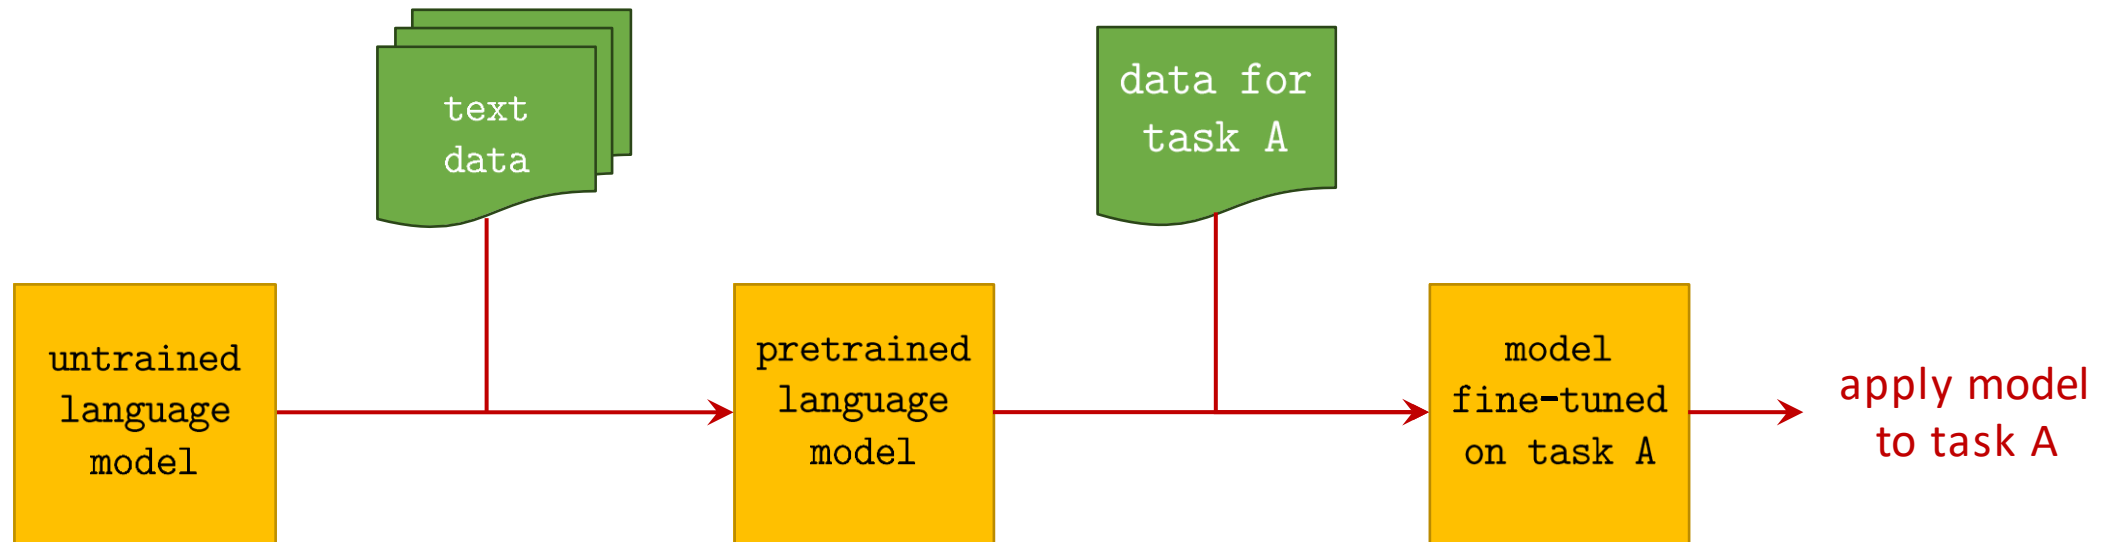 text
data
data for
task A
untrained
language
model
pretrained
language
model
model
fine-tuned
on task A
apply model
to task A